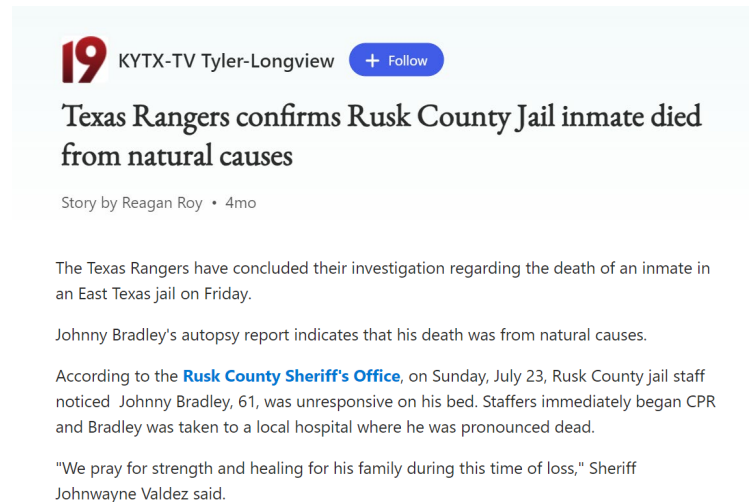 19 KYTX-TV Tyler-Longview + Follow
Texas Rangers confirms Rusk County Jail inmate died
from natural causes
Story by Reagan Roy • 4mo
The Texas Rangers have concluded their investigation regarding the death of an inmate in
an East Texas jail on Friday.
Johnny Bradley's autopsy report indicates that his death was from natural causes.
According to the Rusk County Sheriff's Office, on Sunday, July 23, Rusk County jail staff
noticed  Johnny Bradley, 61, was unresponsive on his bed. Staffers immediately began CPR
and Bradley was taken to a local hospital where he was pronounced dead.
"We pray for strength and healing for his family during this time of loss," Sheriff
Johnwayne Valdez said.